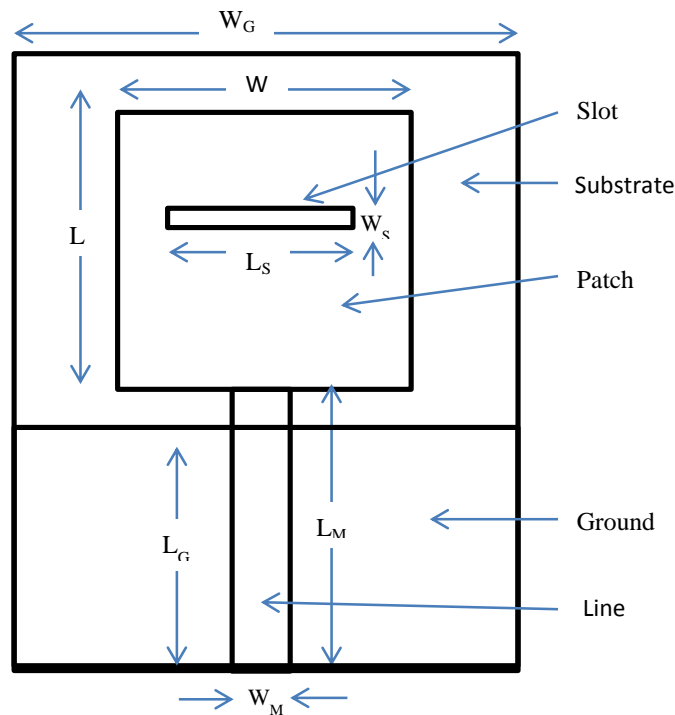 W_G
W
Slot
Substrate
L
W_S
L_S
Patch
L_G
L_M
Ground
Line
W_M